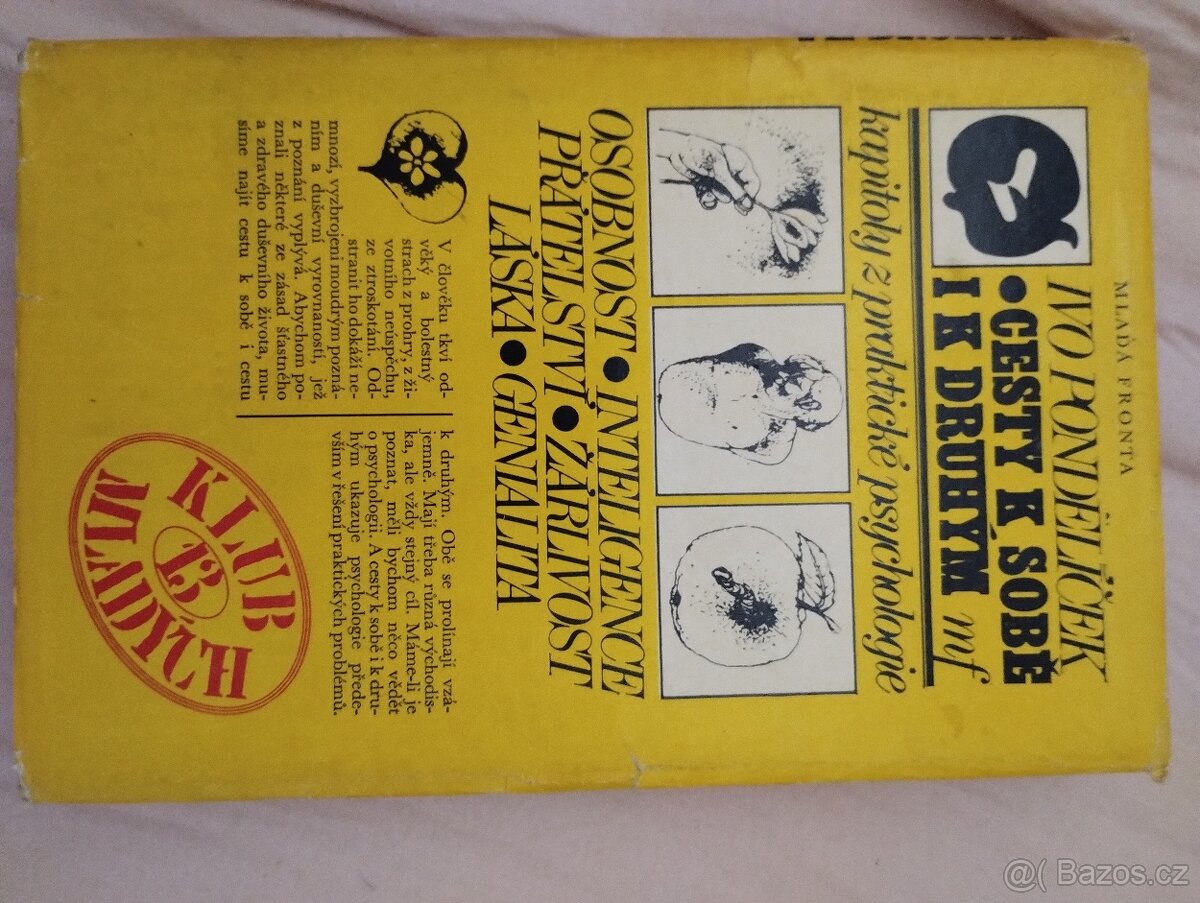 MLADÁ FRONTA
IVO PONDĚLÍČEK
• CESTY K SOBĚ
I K DRUHÝM mf
kapitoly z praktické psychologie
OSOBNOST • INTELIGENCE
PŘÁTELSTVÍ • ŽÁRLIVOST
LÁSKA • GENIALITA
V člověku tkví od-
věký a bolestný
strach z prohry, z ži-
votního neúspěchu,
ze ztroskotání. Od-
stranit ho dokáží ne-
mnozí, vyzbrojeni moudrým pozná-
ním a duševní vyrovnaností, jež
z poznání vyplývá. Abychom po-
znali některé ze zásad šťastného
a zdravého duševního života, mu-
síme najít cestu k sobě i cestu
k druhým. Obě se prolínají vzá-
jemně. Mají třeba různá východis-
ka, ale vždy stejný cíl. Máme-li je
poznat, měli bychom něco vědět
o psychologii. A cesty k sobě i k dru-
hým ukazuje psychologie přede-
vším v řešení praktických problémů.
KLUB
13
MLADÝCH
@( Bazos.cz